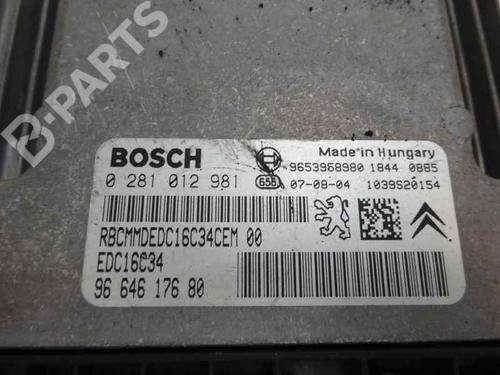 B-PARTS
BOSCH
Made in Hungary
9653958980 1844 0885
0 281 012 981 658 07-08-04 1039S20154
RBCMMDEDC16C34CEM 00
EDC16C34
96 646 176 80